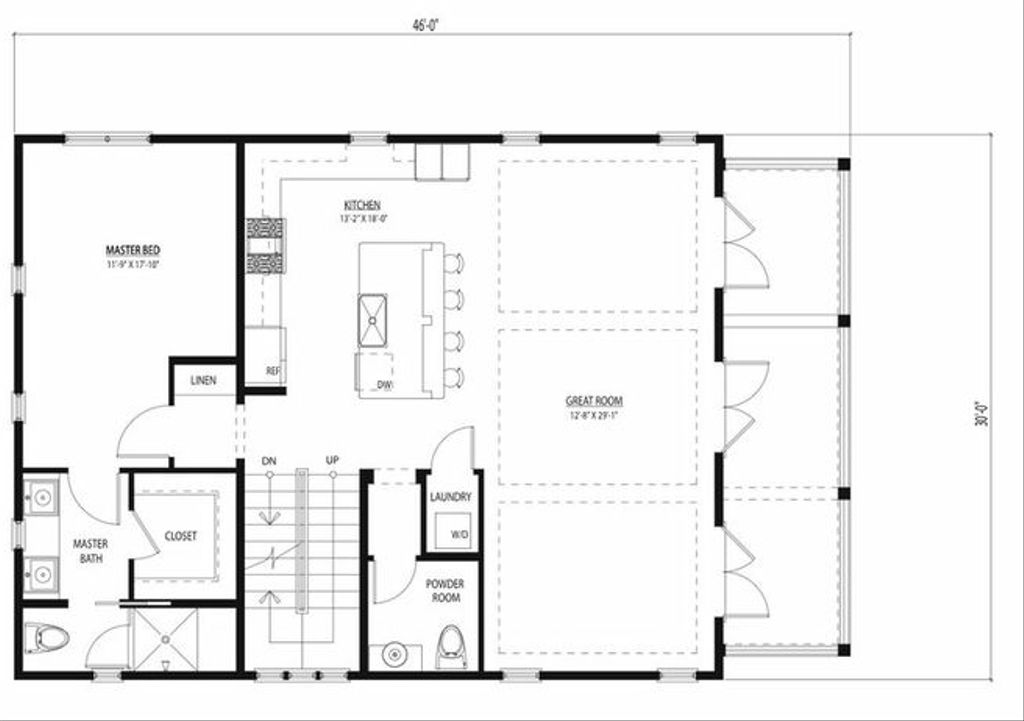 46'-0"
KITCHEN
13'-2" X 18'-0"
MASTER BED
11'-9" X 17'-10"
LINEN
REF
DW
GREAT ROOM
12'-8" X 29'-1"
30'-0"
DN
UP
LAUNDRY
W/D
MASTER
BATH
CLOSET
POWDER
ROOM